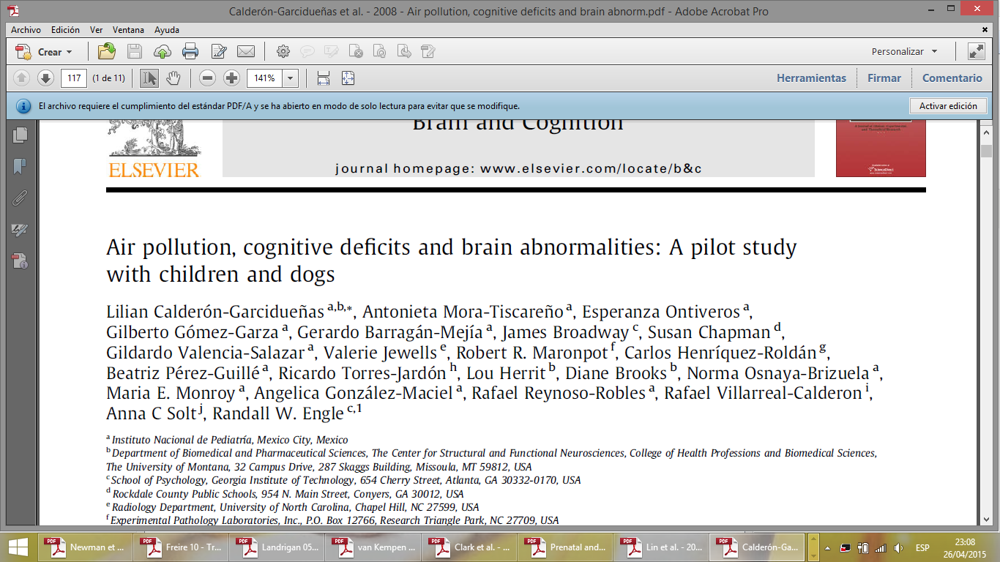 Calderón-Garcidueñas et al. - 2008 - Air pollution, cognitive deficits and brain abnorm.pdf - Adobe Acrobat Pro
Archivo Edición Ver Ventana Ayuda
Crear
Personalizar
117 (1 de 11) 141%
Herramientas Firmar Comentario
El archivo requiere el cumplimiento del estándar PDF/A y se ha abierto en modo de solo lectura para evitar que se modifique.
Activar edición
Brain and Cognition
ELSEVIER
journal homepage: www.elsevier.com/locate/b&c
ScienceDirect
Air pollution, cognitive deficits and brain abnormalities: A pilot study
with children and dogs
Lilian Calderón-Garcidueñas a,b,*, Antonieta Mora-Tiscareño a, Esperanza Ontiveros a,
Gilberto Gómez-Garza a, Gerardo Barragán-Mejía a, James Broadway c, Susan Chapman d,
Gildardo Valencia-Salazar a, Valerie Jewells e, Robert R. Maronpot f, Carlos Henríquez-Roldán g,
Beatriz Pérez-Guillé a, Ricardo Torres-Jardón h, Lou Herrit b, Diane Brooks b, Norma Osnaya-Brizuela a,
Maria E. Monroy a, Angelica González-Maciel a, Rafael Reynoso-Robles a, Rafael Villarreal-Calderon i,
Anna C Solt j, Randall W. Engle c,1
a Instituto Nacional de Pediatría, Mexico City, Mexico
b Department of Biomedical and Pharmaceutical Sciences, The Center for Structural and Functional Neurosciences, College of Health Professions and Biomedical Sciences,
The University of Montana, 32 Campus Drive, 287 Skaggs Building, Missoula, MT 59812, USA
c School of Psychology, Georgia Institute of Technology, 654 Cherry Street, Atlanta, GA 30332-0170, USA
d Rockdale County Public Schools, 954 N. Main Street, Conyers, GA 30012, USA
e Radiology Department, University of North Carolina, Chapel Hill, NC 27599, USA
f Experimental Pathology Laboratories, Inc., P.O. Box 12766, Research Triangle Park, NC 27709, USA
Newman et ...
Freire 10 - Tr...
Landrigan 05...
van Kempen ...
Clark et al. - ...
Prenatal and...
Lin et al. - 20...
Calderón-Ga...
ESP
23:08
26/04/2015